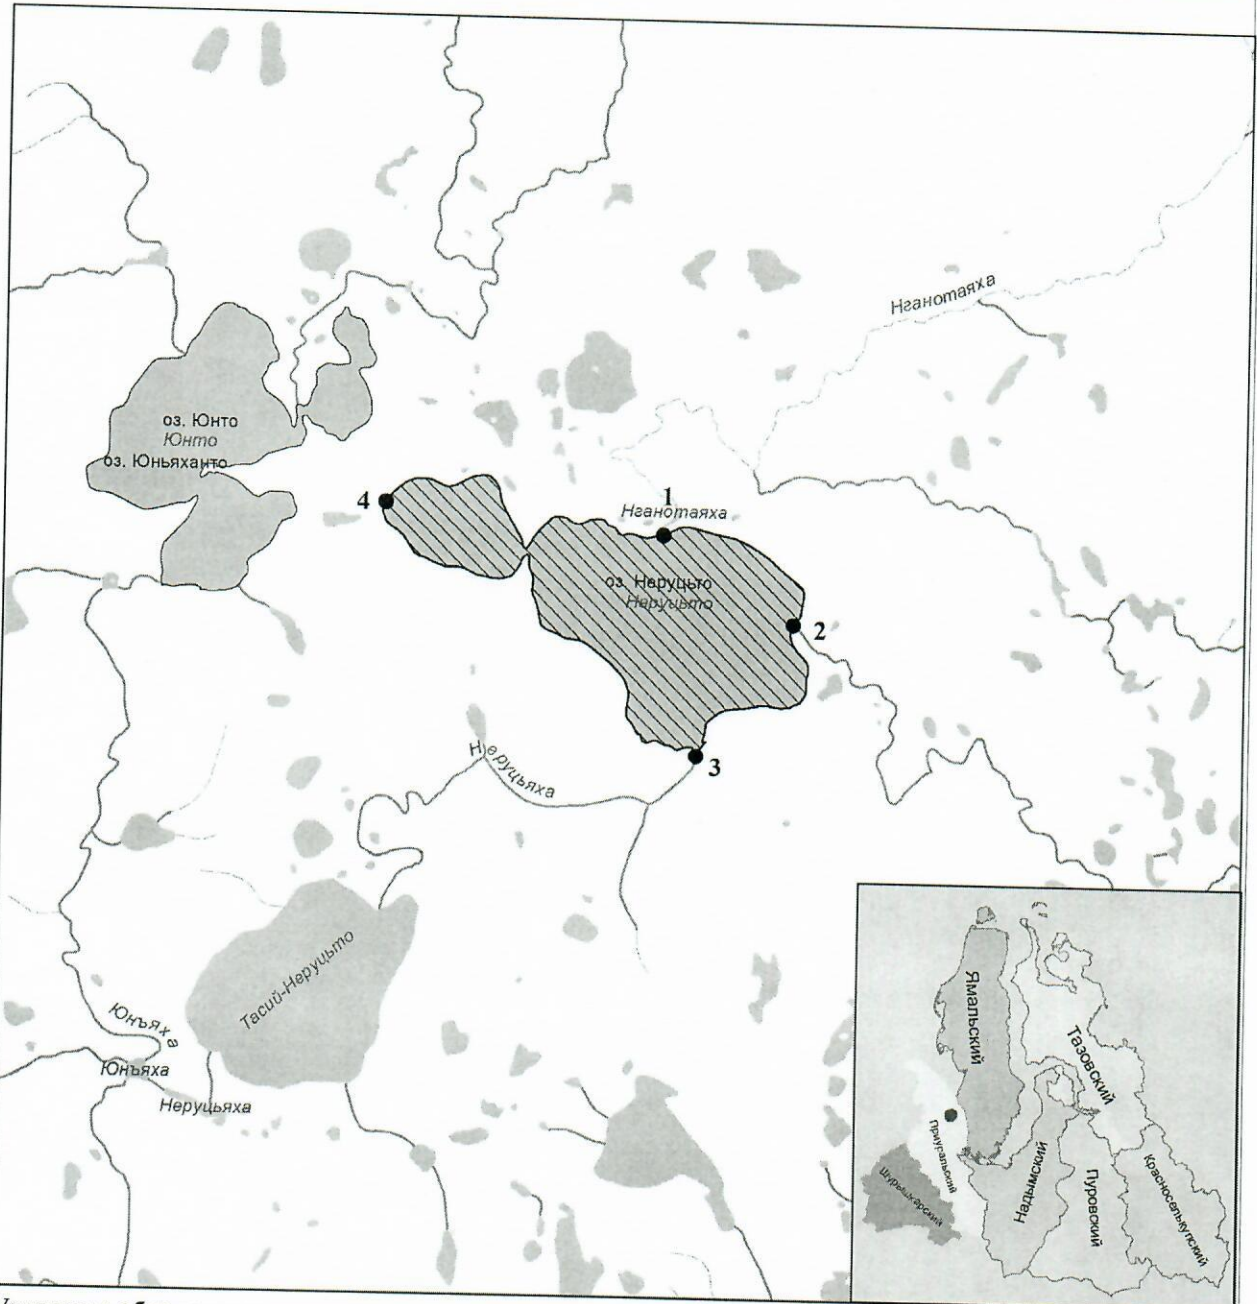 Нганотаяха
оз. Юнто
Юнто
оз. Юньяханто
4
1
Нганотаяха
оз. Неруцьто
Неруцьто
2
3
Неруцьяха
Тасий-Неруцьто
Юнъяха
Юнъяха
Неруцьяха
Ямальский
Тазовский
Приуральский
Шурышкарский
Надымский
Пуровский
Красноселькупский